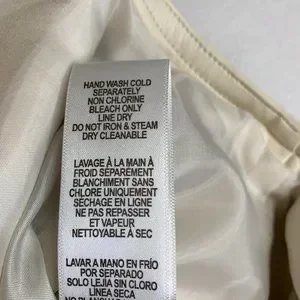 HAND WASH COLD
SEPARATELY
NON CHLORINE
BLEACH ONLY
LINE DRY
DO NOT IRON & STEAM
DRY CLEANABLE
LAVAGE À LA MAIN À
FROID SÉPARÉMENT
BLANCHIMENT SANS
CHLORE UNIQUEMENT
SÉCHAGE EN LIGNE
NE PAS REPASSER
ET VAPEUR
NETTOYABLE À SEC
LAVAR A MANO EN FRÍO
POR SEPARADO
SOLO LEJÍA SIN CLORO
LINEA SECA